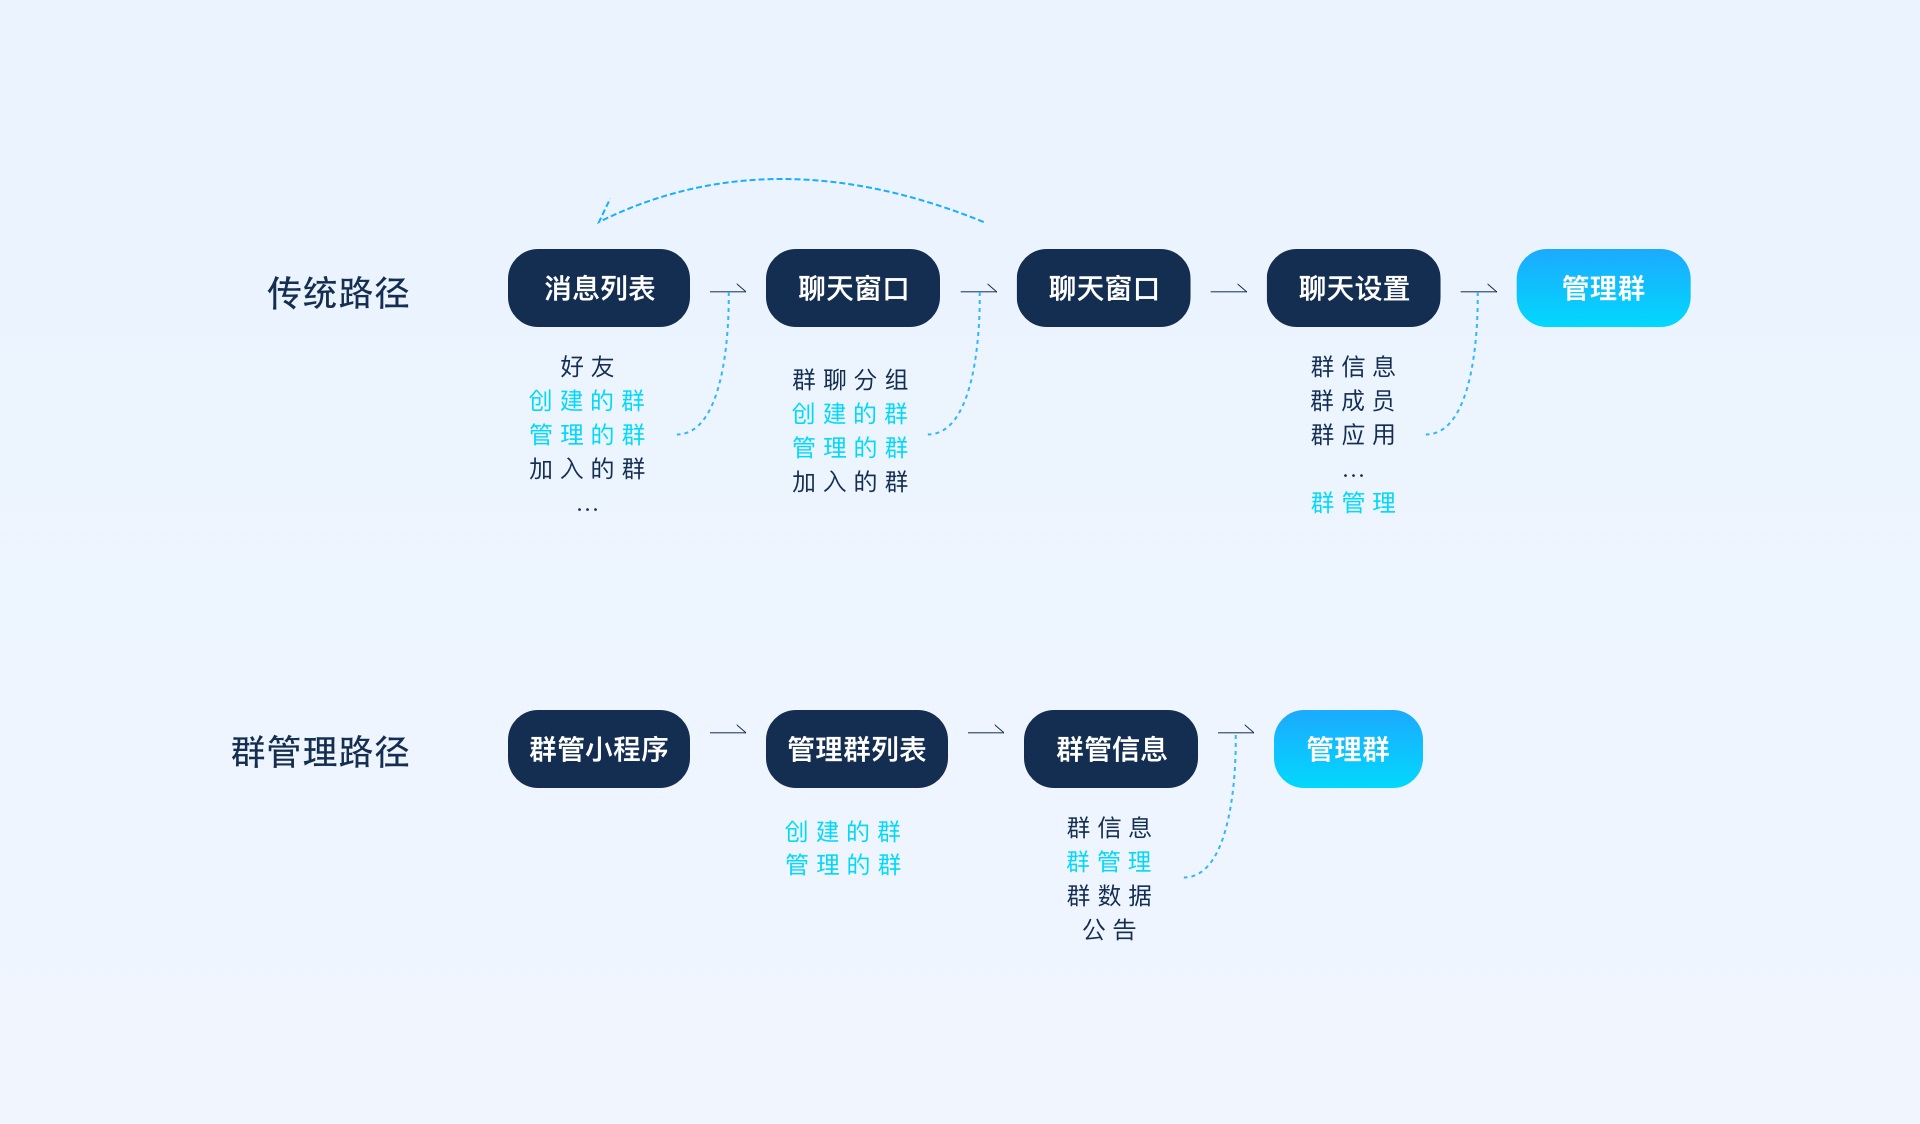 传统路径
消息列表
聊天窗口
聊天窗口
聊天设置
管理群
好友
创建的群
管理的群
加入的群
...
群聊分组
创建的群
管理的群
加入的群
群信息
群成员
群应用
...
群管理
群管理路径
群管小程序
管理群列表
群管信息
管理群
创建的群
管理的群
群信息
群管理
群数据
公告